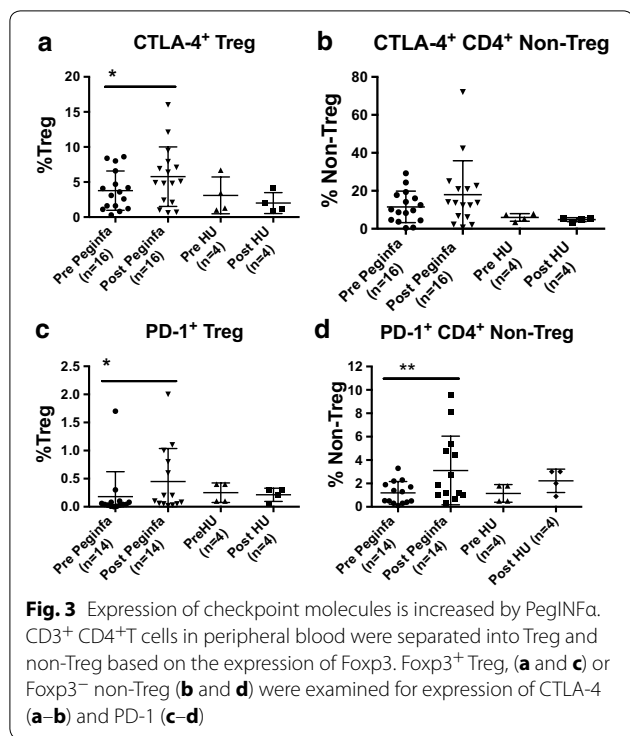 a
CTLA-4⁺ Treg
*
%Treg
20
15
10
5
0
Pre Peginfa
(n=16)
Post Peginfa
(n=16)
Pre HU
(n=4)
Post HU
(n=4)
b
CTLA-4⁺ CD4⁺ Non-Treg
% Non-Treg
80
60
40
20
0
Pre Peginfa
(n=16)
Post Peginfa
(n=16)
Pre HU
(n=4)
Post HU
(n=4)
c
PD-1⁺ Treg
*
%Treg
2.5
2.0
1.5
1.0
0.5
0.0
Pre Peginfa
(n=14)
Post Peginfa
(n=14)
PreHU
(n=4)
Post HU
(n=4)
d
PD-1⁺ CD4⁺ Non-Treg
**
% Non-Treg
12
10
8
6
4
2
0
Pre Peginfa
(n=14)
Post Peginfa
(n=14)
Pre HU
(n=4)
Post HU (n=4)
Fig. 3 Expression of checkpoint molecules is increased by PegINFα.
CD3⁺ CD4⁺T cells in peripheral blood were separated into Treg and
non-Treg based on the expression of Foxp3. Foxp3⁺ Treg, (a and c) or
Foxp3⁻ non-Treg (b and d) were examined for expression of CTLA-4
(a–b) and PD-1 (c–d)